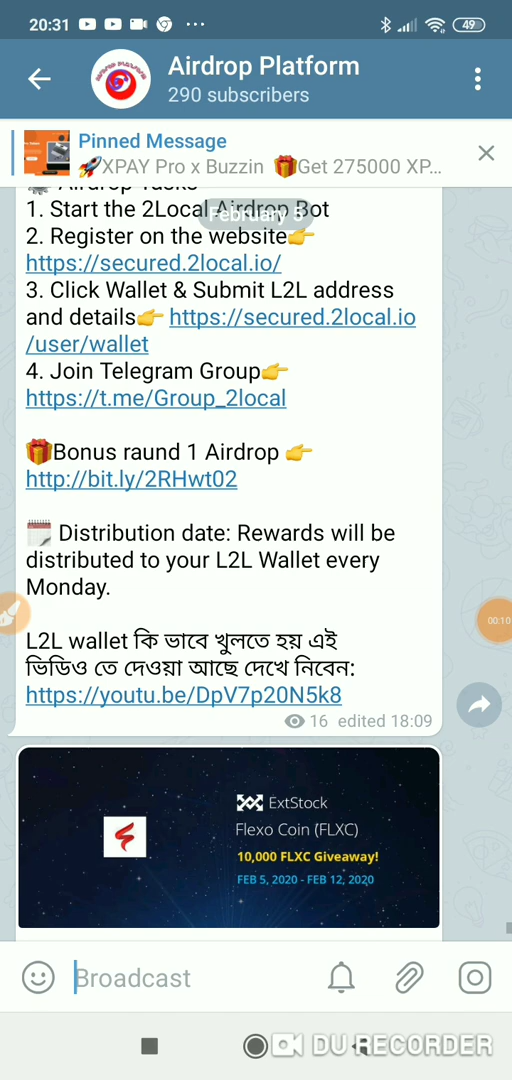 20:31
49
Airdrop Platform
290 subscribers
Pinned Message
🚀XPAY Pro x Buzzin 🎁Get 275000 XP...
Airdrop Tasks
February 5
1. Start the 2Local Airdrop Bot
2. Register on the website👉
https://secured.2local.io/
3. Click Wallet & Submit L2L address
and details👉 https://secured.2local.io
/user/wallet
4. Join Telegram Group👉
https://t.me/Group_2local
🎁Bonus raund 1 Airdrop 👉
http://bit.ly/2RHwt02
🗓 Distribution date: Rewards will be
distributed to your L2L Wallet every
Monday.
00:10
L2L wallet কি ভাবে খুলতে হয় এই
ভিডিও তে দেওয়া আছে দেখে নিবেন:
https://youtu.be/DpV7p20N5k8
16 edited 18:09
ExtStock
Flexo Coin (FLXC)
10,000 FLXC Giveaway!
FEB 5, 2020 - FEB 12, 2020
Broadcast
DU RECORDER